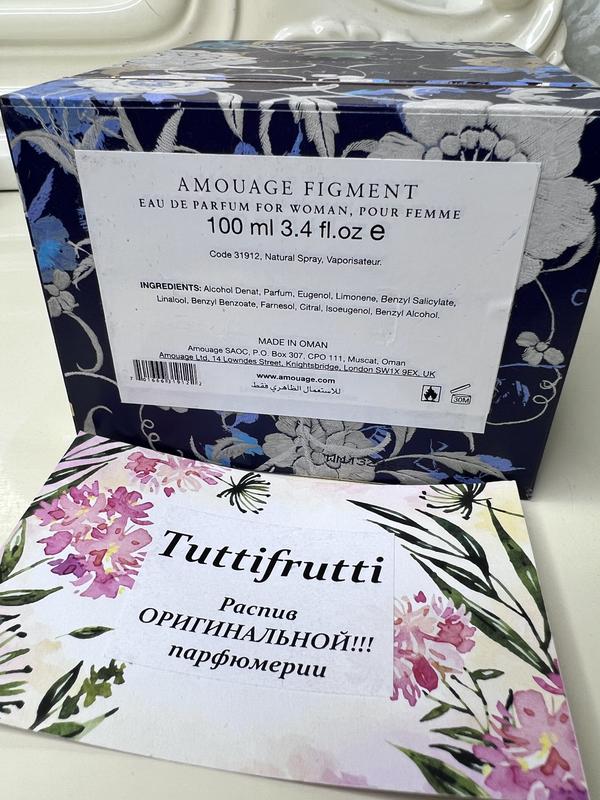 AMOUAGE FIGMENT
EAU DE PARFUM FOR WOMAN, POUR FEMME
100 ml 3.4 fl.oz e
Code 31912, Natural Spray, Vaporisateur.
INGREDIENTS: Alcohol Denat, Parfum, Eugenol, Limonene, Benzyl Salicylate,
Linalool, Benzyl Benzoate, Farnesol, Citral, Isoeugenol, Benzyl Alcohol.
MADE IN OMAN
Amouage SAOC, P.O. Box 307, CPO 111, Muscat, Oman
Amouage Ltd, 14 Lowndes Street, Knightsbridge, London SW1X 9EX, UK
www.amouage.com
للاستعمال الظاهري فقط
30M
Tuttifrutti
Распив
ОРИГИНАЛЬНОЙ!!!
парфюмерии